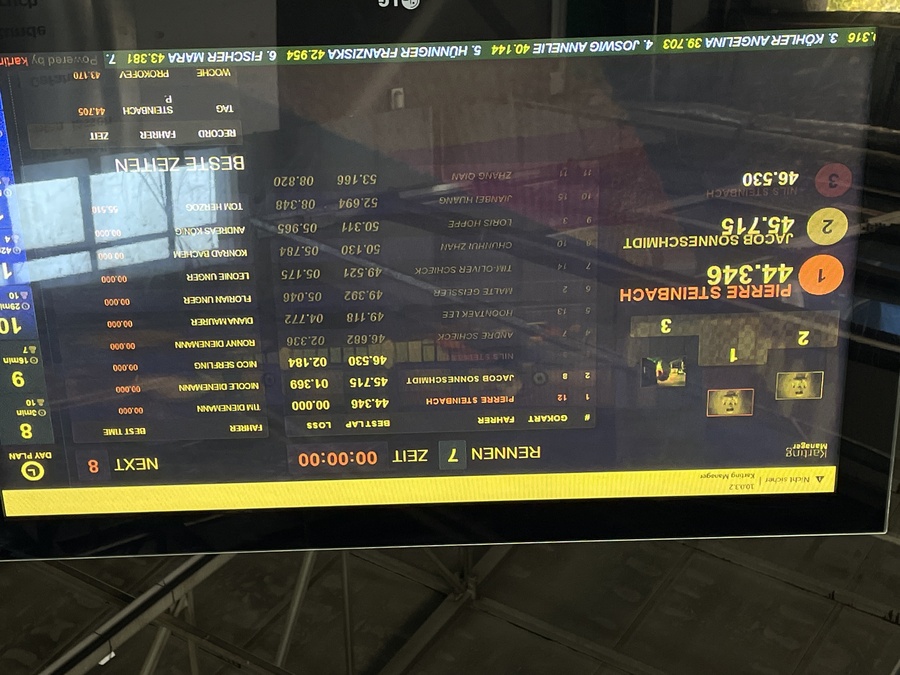 Nicht sicher
10.0.3.2
Karting Manager
Karting
Manager
RENNEN 7 ZEIT 00:00:00
NEXT 8
DAY PLAN
2
1
3
1 PIERRE STEINBACH
44.346
2 JACOB SONNESCHMIDT
45.715
3 NILS STEINBACH
46.530
# GOKART FAHRER BEST LAP LOSS
1 12 PIERRE STEINBACH 44.346 00.000
2 8 JACOB SONNESCHMIDT 45.715 01.369
NILS 46.530 02.184
4 7 ANDRE SCHIECK 46.682 02.336
5 13 HOONTAEK LEE 49.118 04.772
6 2 MALTE GEISSLER 49.392 05.046
7 14 TIM-OLIVER SCHIECK 49.521 05.175
8 10 CHUNHUI ZHAN 50.130 05.784
9 3 LORIS HOPPE 50.311 05.965
10 15 JIANBEI HUANG 52.694 08.348
11 11 ZHANG QIAN 53.166 08.820
FAHRER BEST TIME
TIM DIENEMANN 00.000
NICOLE DIENEMANN 00.000
NICO SERFLING 00.000
RONNY DIENEMANN 00.000
DIANA MAURER 00.000
FLORIAN UNGER 00.000
LEONIE UNGER 00.000
KONRAD BACHEM 00.000
ANDREAS KÖNIG 00.000
TOM HERZOG 55.510
BESTE ZEITEN
RECORD FAHRER ZEIT
TAG STEINBACH P. 44.705
WOCHE PROKOFEV 43.170
8
3min
10
9
16min
7
10
29mi
10
4
.316 3. KÖHLER ANGELINA 39.703 4. JOSWIG ANNELIE 40.144 5. HÜNNIGER FRANZISKA 42.954 6. FISCHER MARA 43.381 7.
Powered by kartin
LG